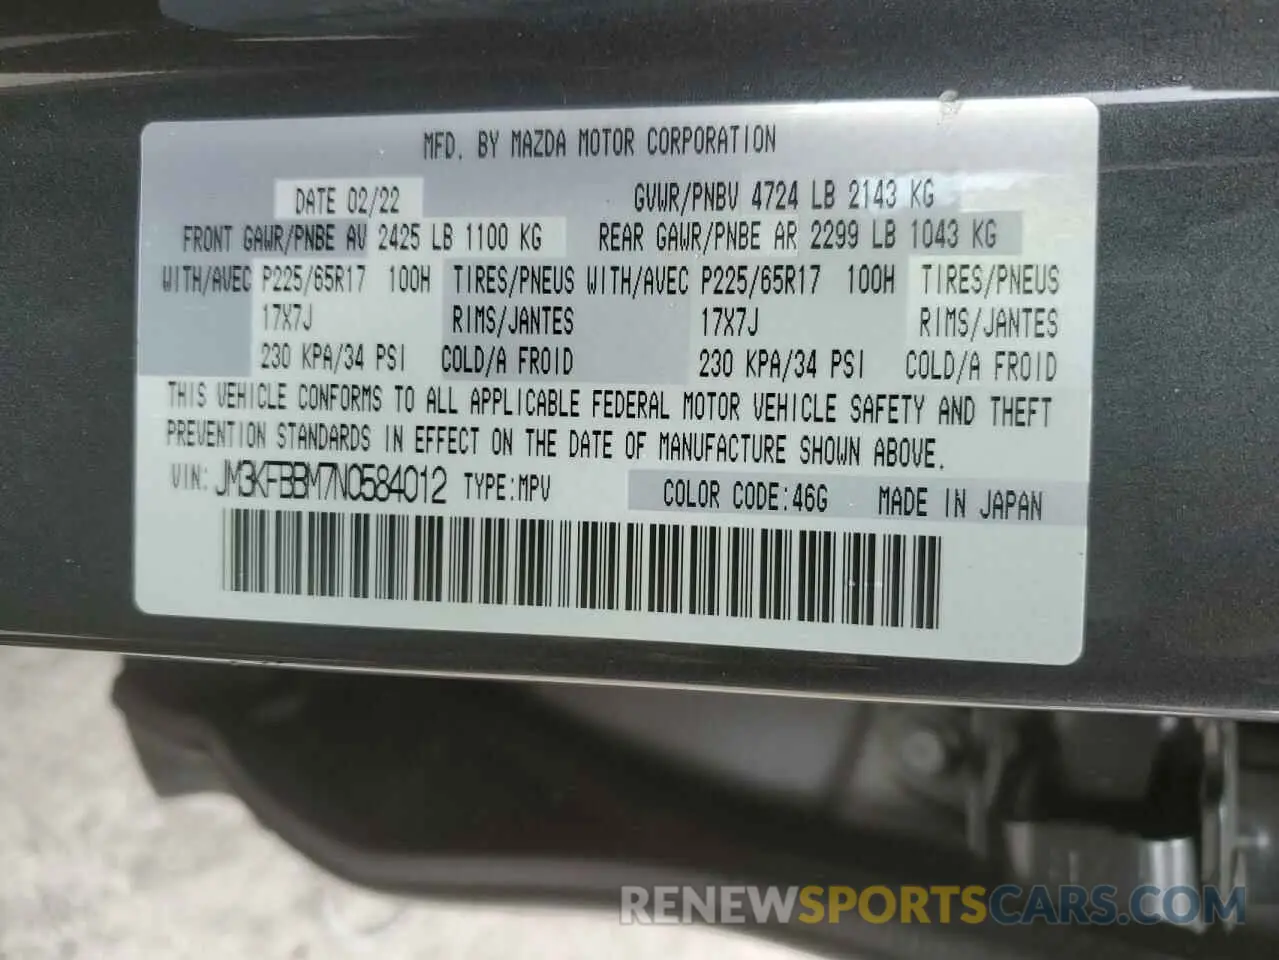 MFD. BY MAZDA MOTOR CORPORATION
DATE 02/22 GVWR/PNBV 4724 LB 2143 KG
FRONT GAWR/PNBE AV 2425 LB 1100 KG REAR GAWR/PNBE AR 2299 LB 1043 KG
WITH/AVEC P225/65R17 100H TIRES/PNEUS WITH/AVEC P225/65R17 100H TIRES/PNEUS
17X7J RIMS/JANTES 17X7J RIMS/JANTES
230 KPA/34 PSI COLD/A FROID 230 KPA/34 PSI COLD/A FROID
THIS VEHICLE CONFORMS TO ALL APPLICABLE FEDERAL MOTOR VEHICLE SAFETY AND THEFT
PREVENTION STANDARDS IN EFFECT ON THE DATE OF MANUFACTURE SHOWN ABOVE.
VIN: JM3KFBBM7N0584012 TYPE:MPV COLOR CODE:46G MADE IN JAPAN
RENEWSPORTSCARS.COM